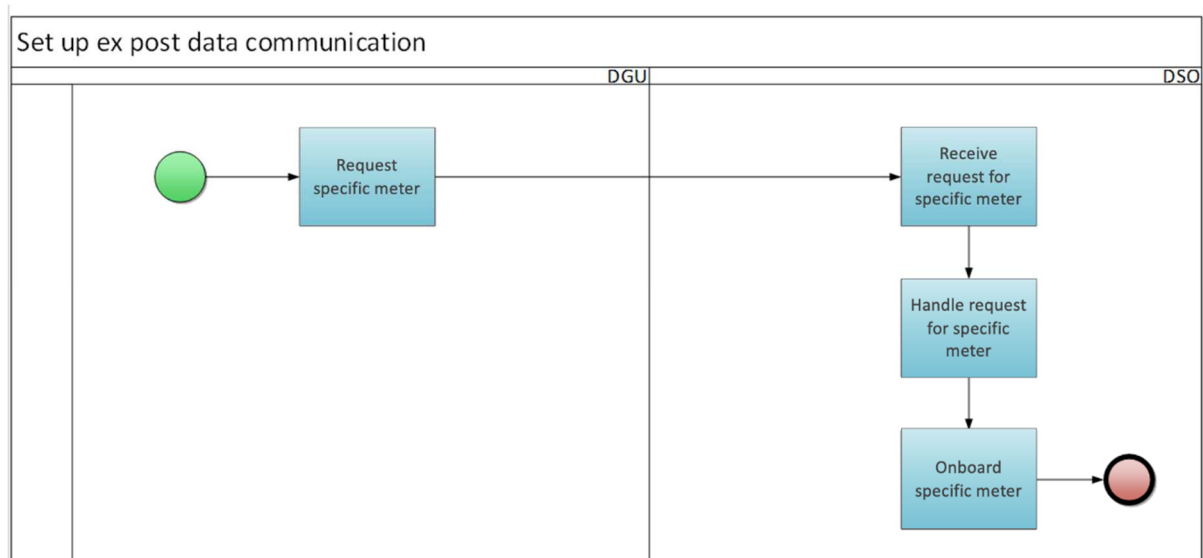 Set up ex post data communication
DGU
DSO
Request
specific meter
Receive
request for
specific meter
Handle request
for specific
meter
Onboard
specific meter